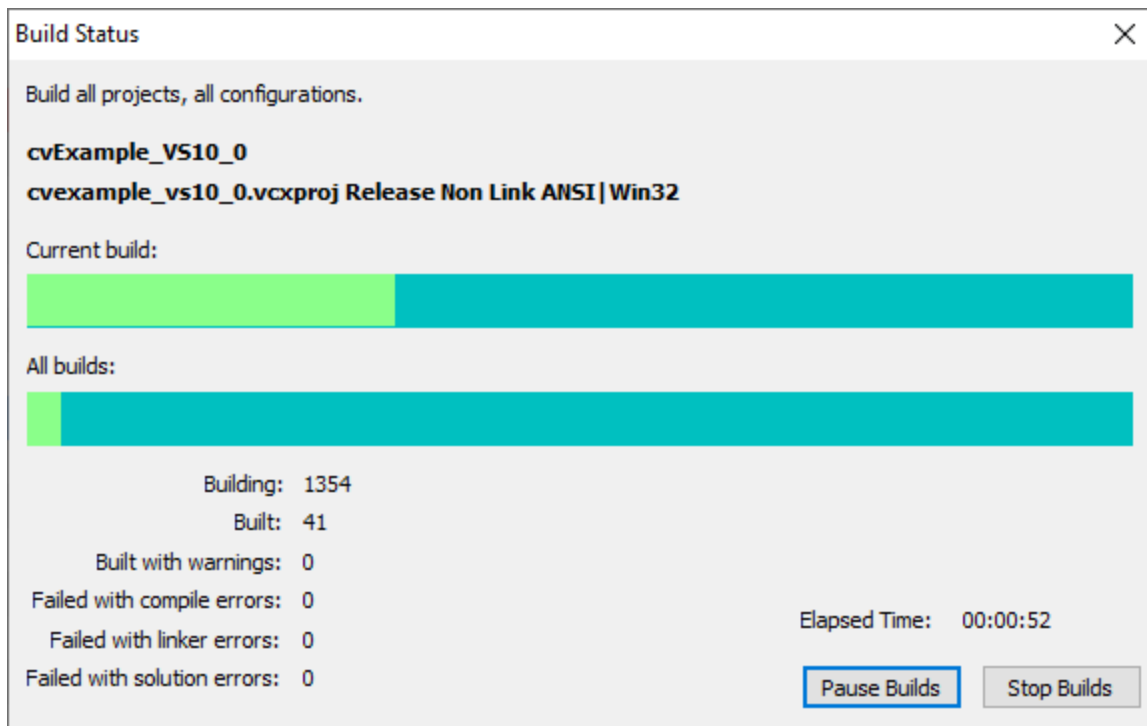 Build Status
Build all projects, all configurations.
cvExample_VS10_0
cvexample_vs10_0.vcxproj Release Non Link ANSI|Win32
Current build:
All builds:
Building: 1354
Built: 41
Built with warnings: 0
Failed with compile errors: 0
Failed with linker errors: 0
Failed with solution errors: 0
Elapsed Time: 00:00:52
Pause Builds
Stop Builds